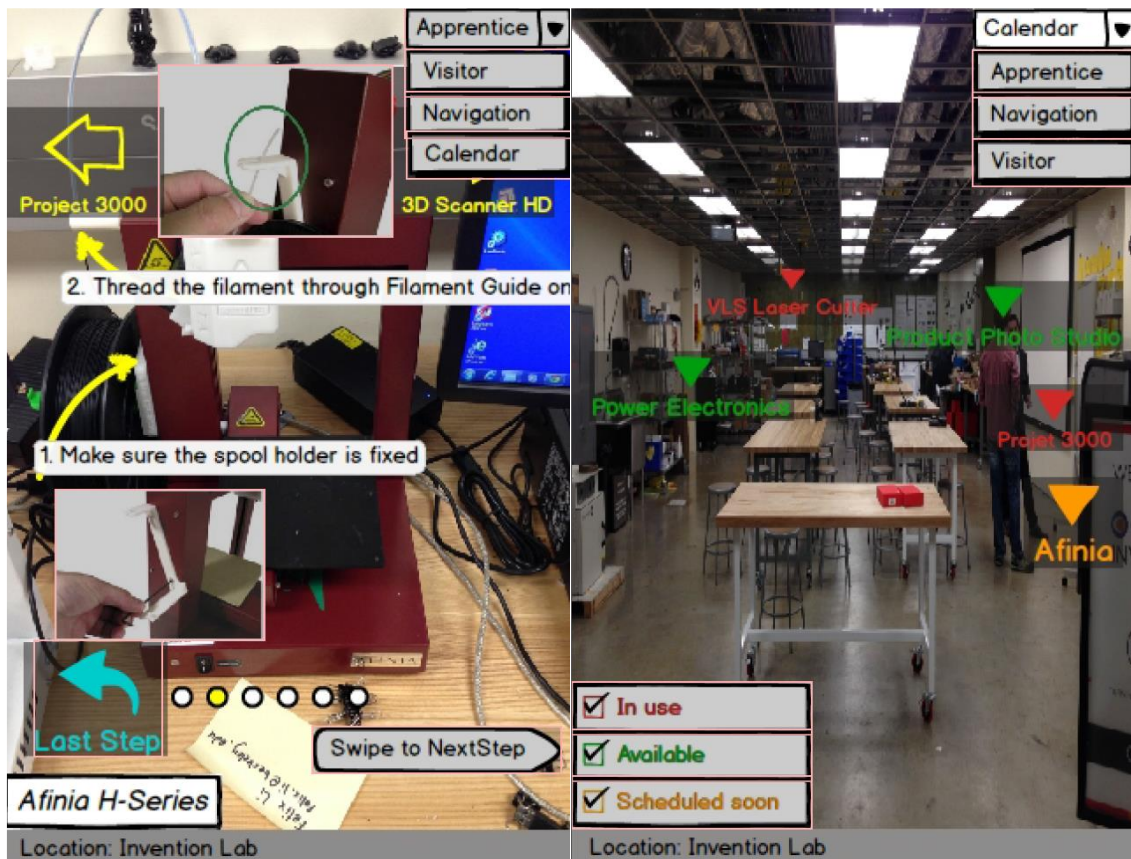 Apprentice
Visitor
Navigation
Calendar
Project 3000
3D Scanner HD
2. Thread the filament through Filament Guide on
1. Make sure the spool holder is fixed
Last Step
Swipe to NextStep
Afinia H-Series
Location: Invention Lab
Calendar
Apprentice
Navigation
Visitor
VLS Laser Cutter
Product Photo Studio
Power Electronics
Projet 3000
Afinia
In use
Available
Scheduled soon
Location: Invention Lab